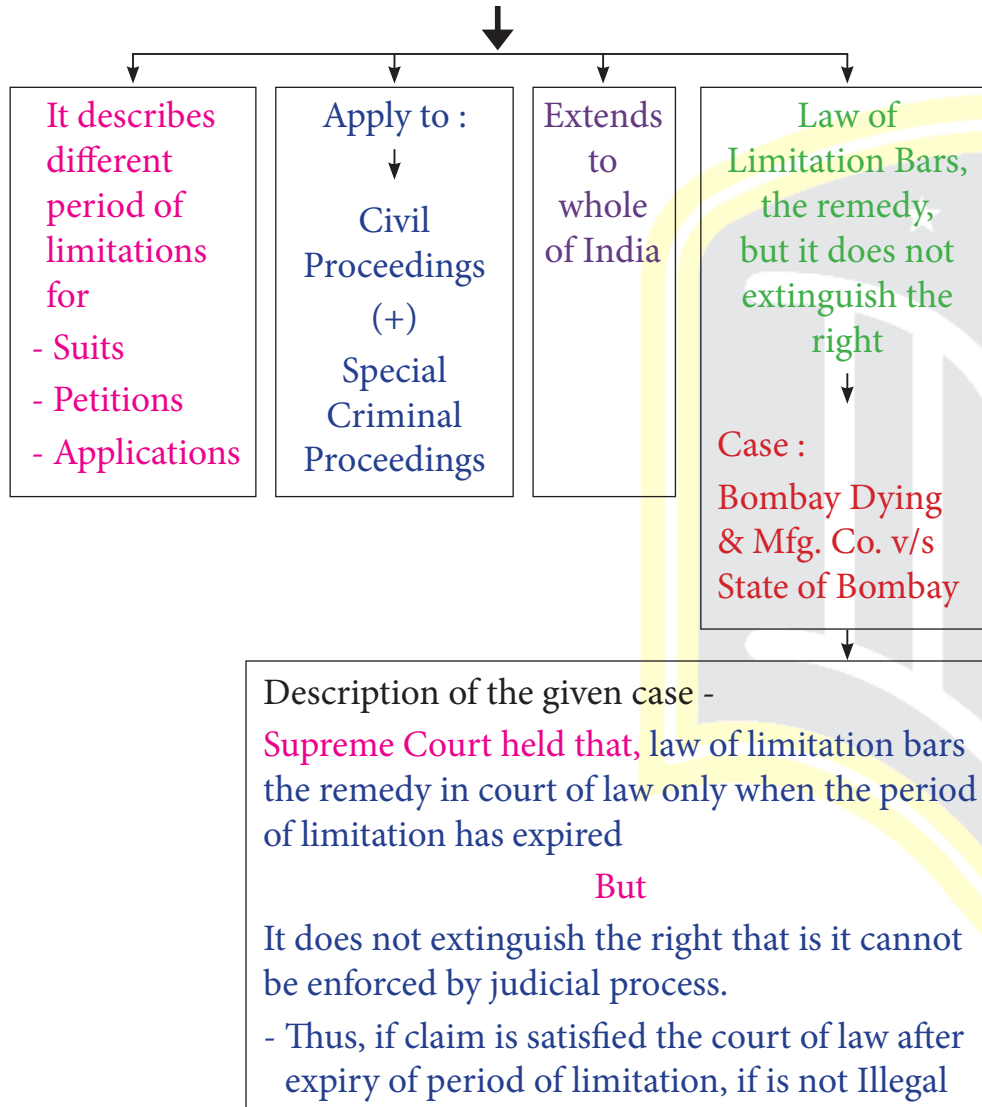 It describes
different
period of
limitations
for
- Suits
- Petitions
- Applications
Apply to :
Civil
Proceedings
(+)
Special
Criminal
Proceedings
Extends
to
whole
of India
Law of
Limitation Bars,
the remedy,
but it does not
extinguish the
right
Case :
Bombay Dying
& Mfg. Co. v/s
State of Bombay
Description of the given case -
Supreme Court held that, law of limitation bars
the remedy in court of law only when the period
of limitation has expired
But
It does not extinguish the right that is it cannot
be enforced by judicial process.
- Thus, if claim is satisfied the court of law after
expiry of period of limitation, if is not Illegal